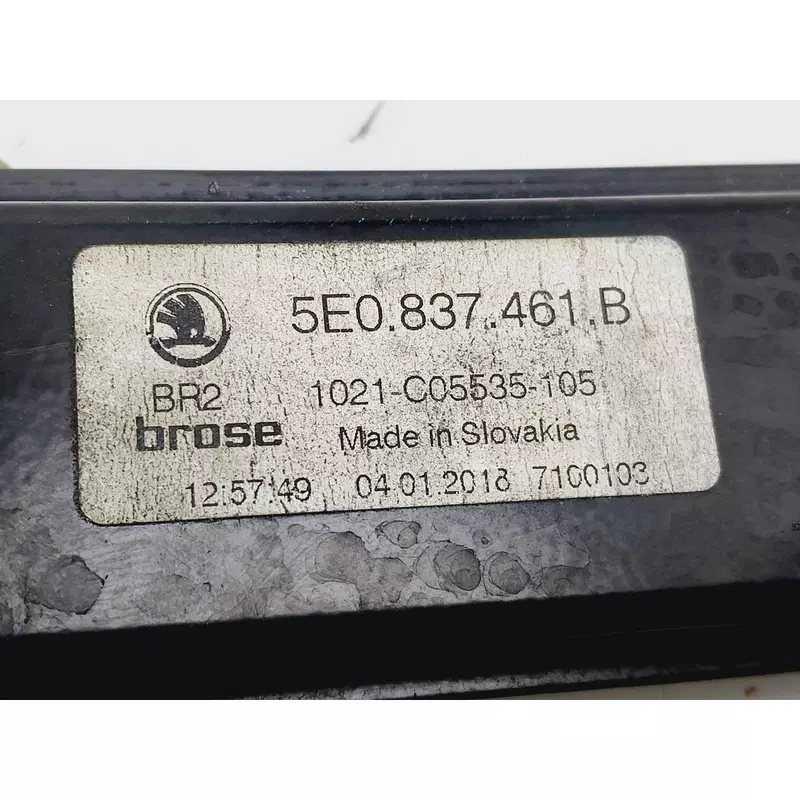 5E0.837.461.B
BR2 1021-C05535-105
brose Made in Slovakia
12:57:49 04.01.2018 7100103